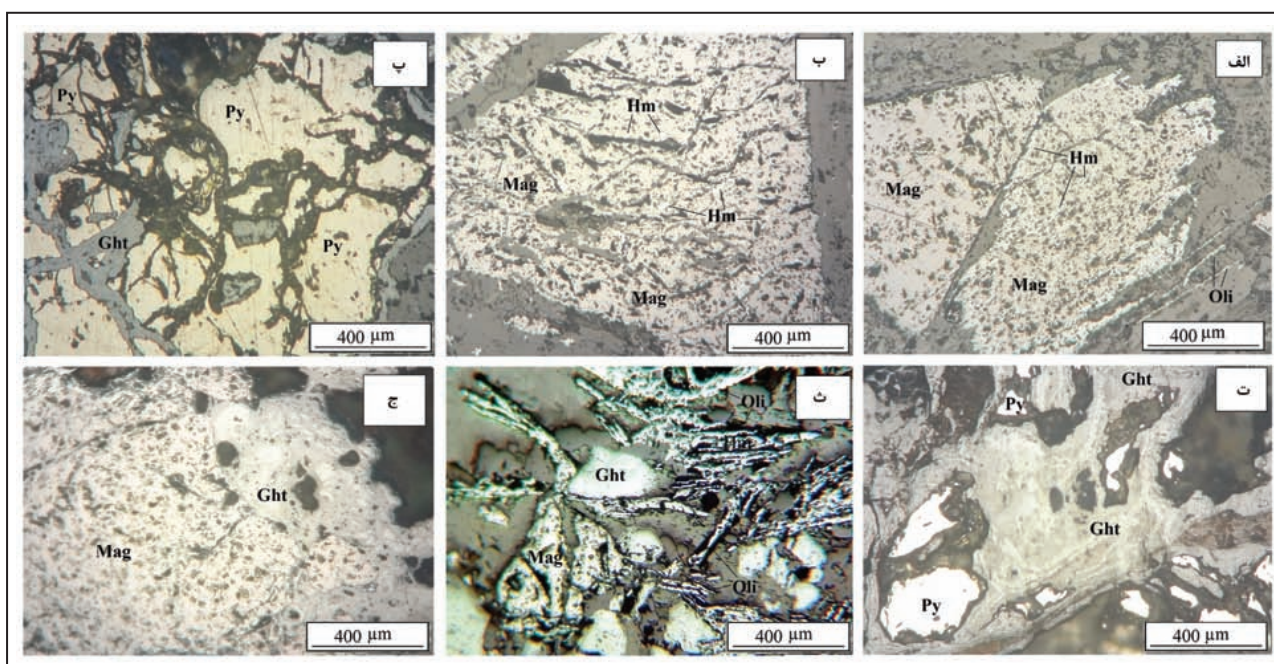 الف
Hm
Mag
Mag
Oli
400 µm
ب
Hm
Mag
Hm
Mag
400 µm
پ
Py
Py
Ght
Py
400 µm
ت
Ght
Py
Ght
Py
400 µm
ث
Oli
Hm
Ght
Mag
Oli
400 µm
ج
Ght
Mag
400 µm